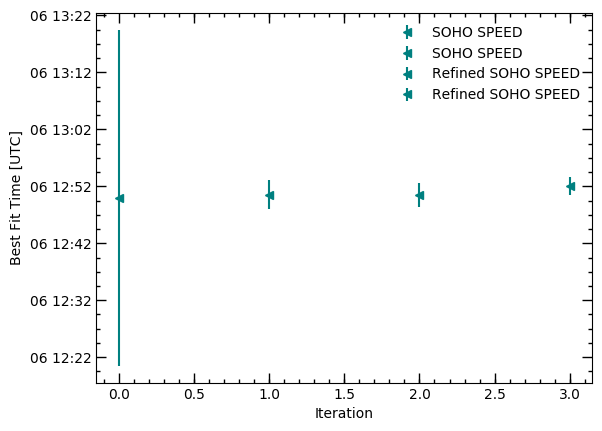 06 13:22
06 13:12
06 13:02
06 12:52
06 12:42
06 12:32
06 12:22
Best Fit Time [UTC]
SOHO SPEED
SOHO SPEED
Refined SOHO SPEED
Refined SOHO SPEED
0.0 0.5 1.0 1.5 2.0 2.5 3.0
Iteration